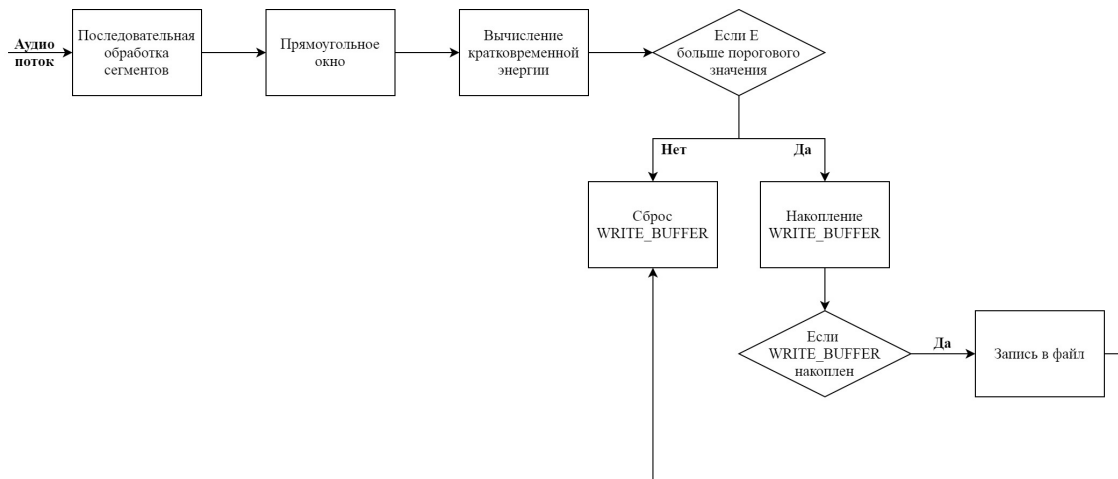 Аудио
поток
Последовательная
обработка
сегментов
Прямоугольное
окно
Вычисление
кратковременной
энергии
Если E
больше порогового
значения
Нет
Да
Сброс
WRITE_BUFFER
Накопление
WRITE_BUFFER
Если
WRITE_BUFFER
накоплен
Да
Запись в файл